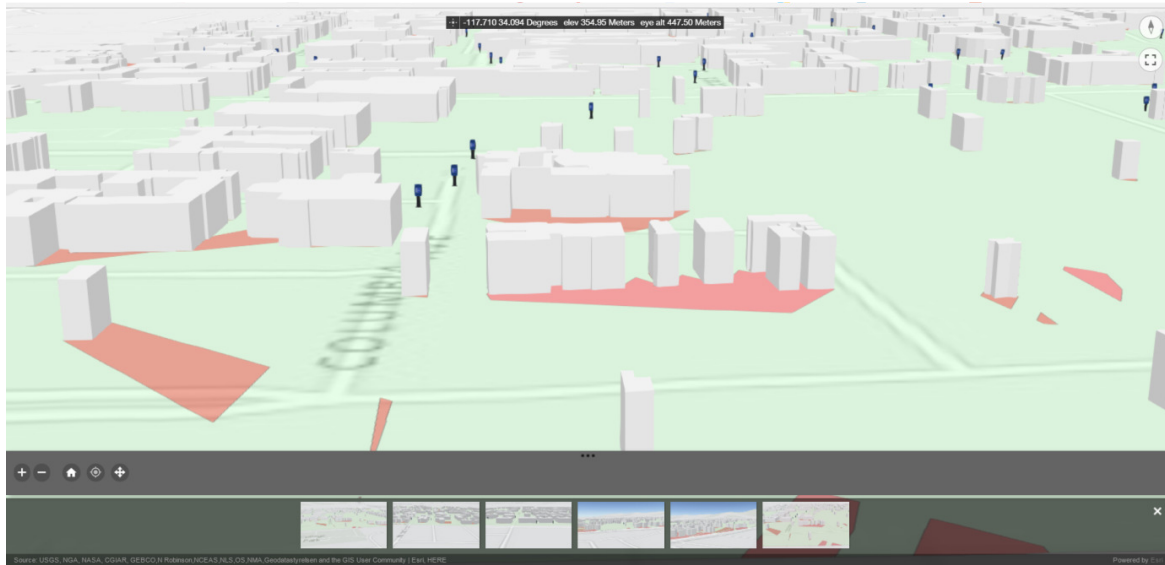 -117.710 34.094 Degrees elev 354.95 Meters eye alt 447.50 Meters
Source: USGS, NGA, NASA, CGIAR, GEBCO,N Robinson,NCEAS,NLS,OS,NMA,Geodatastyrelsen and the GIS User Community | Esri, HERE
Powered by Esri